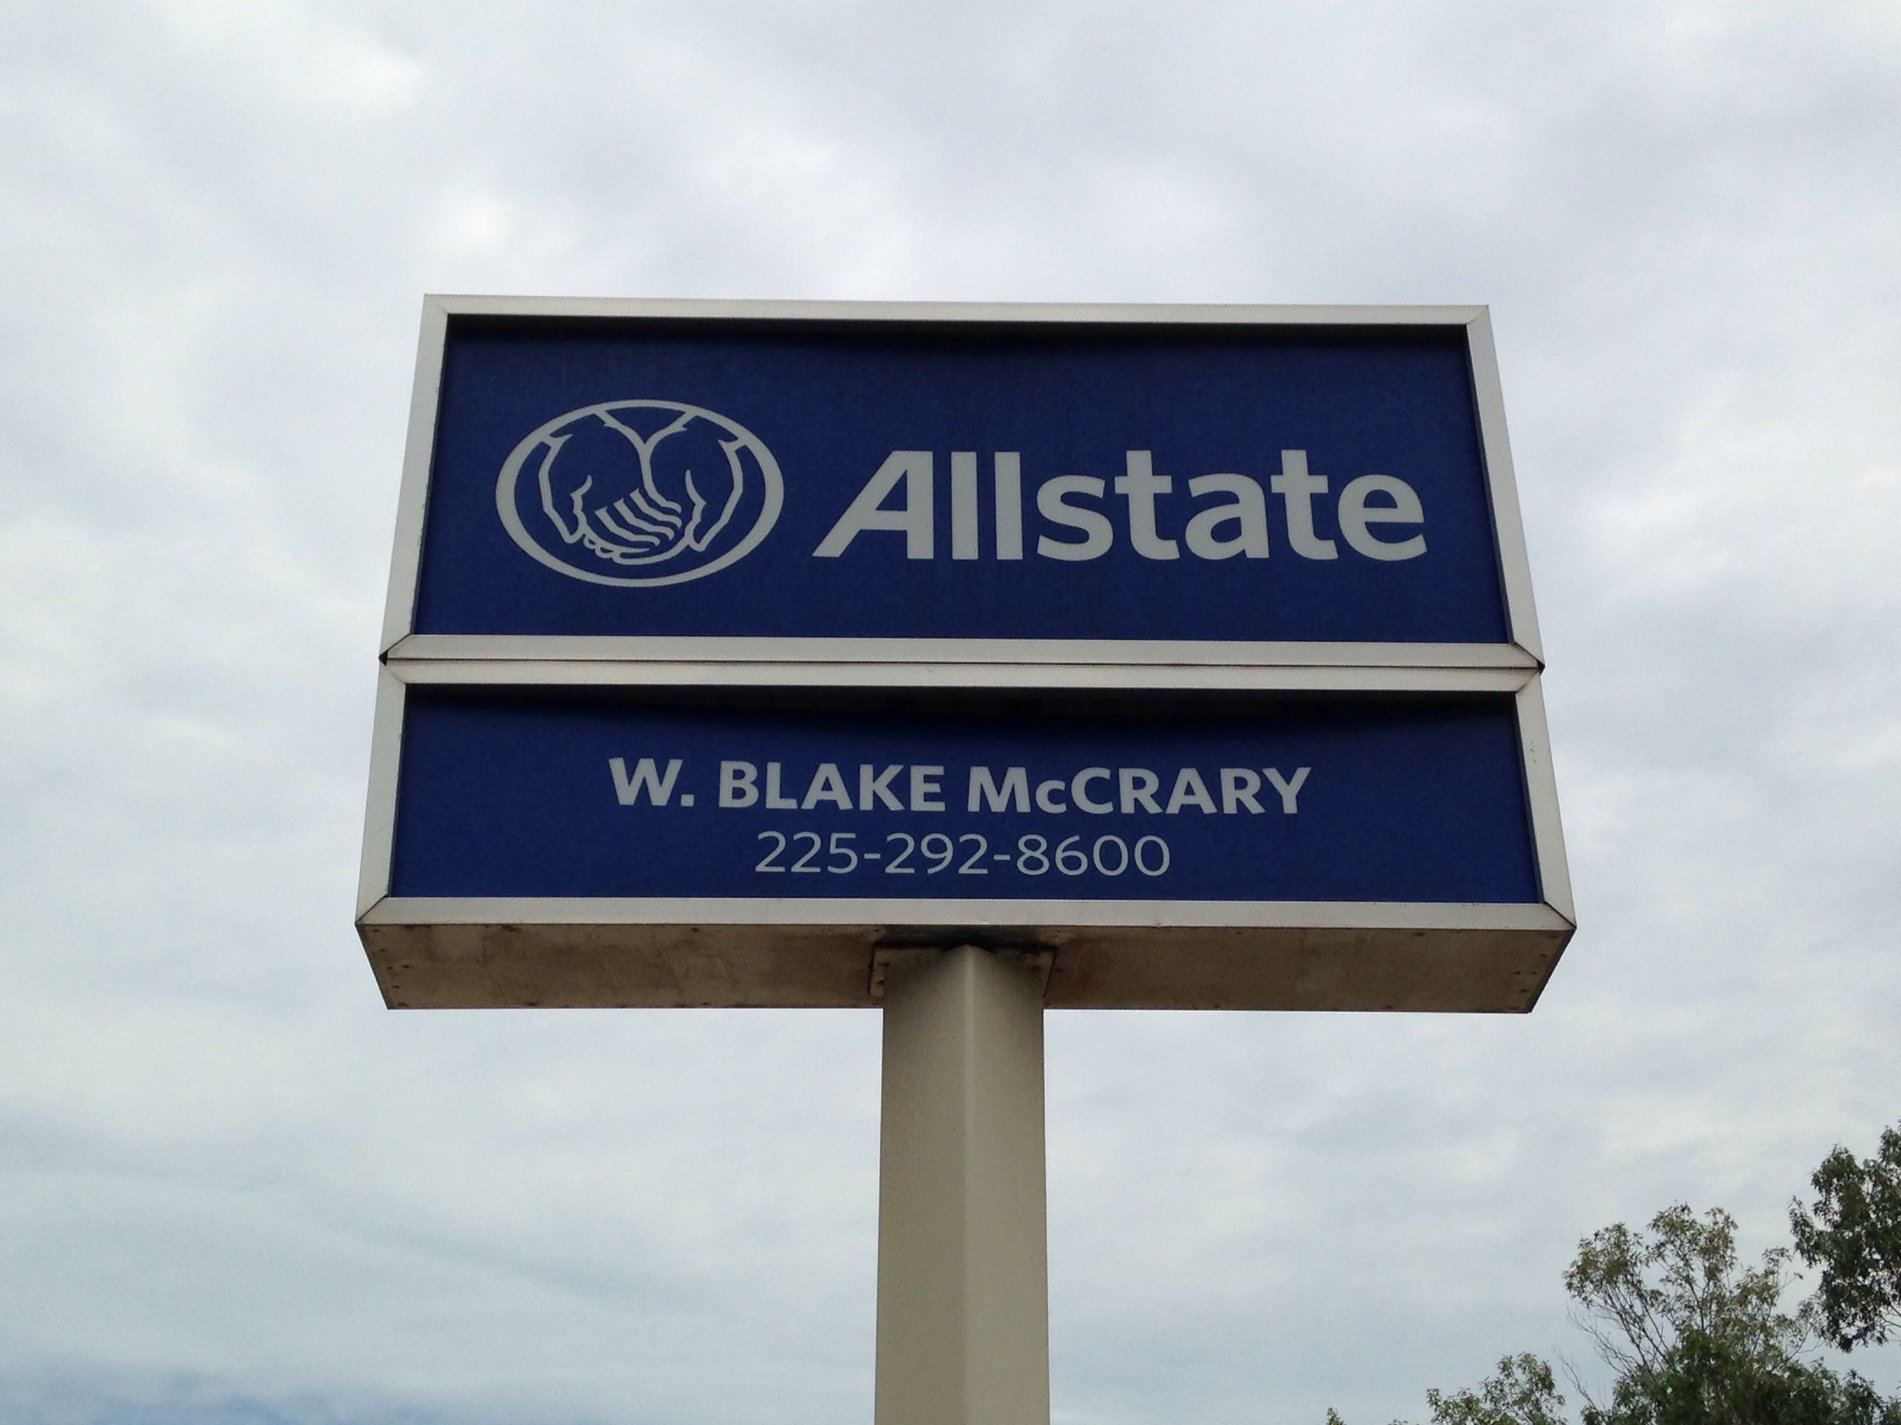 Allstate
W. BLAKE McCRARY
225-292-8600